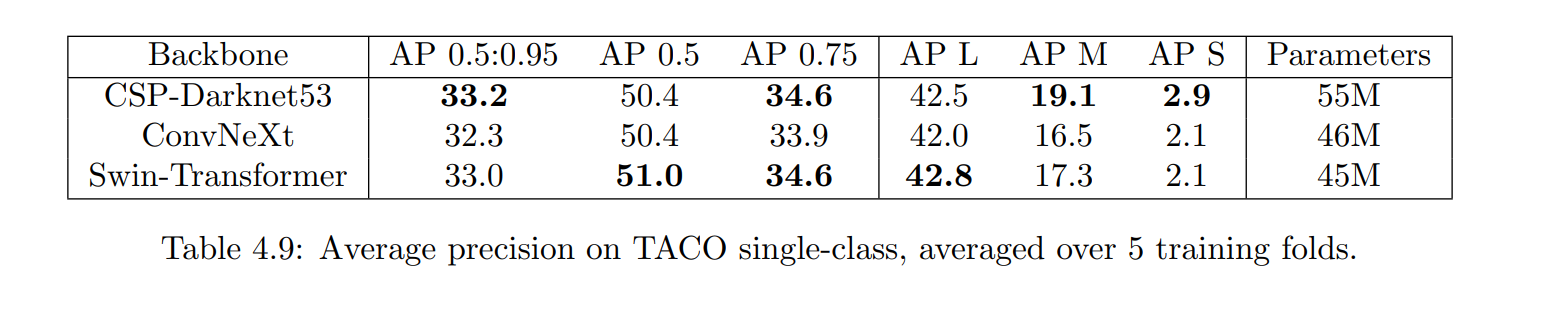 Backbone AP 0.5:0.95 AP 0.5 AP 0.75 AP L AP M AP S Parameters
CSP-Darknet53 33.2 50.4 34.6 42.5 19.1 2.9 55M
ConvNeXt 32.3 50.4 33.9 42.0 16.5 2.1 46M
Swin-Transformer 33.0 51.0 34.6 42.8 17.3 2.1 45M
Table 4.9: Average precision on TACO single-class, averaged over 5 training folds.